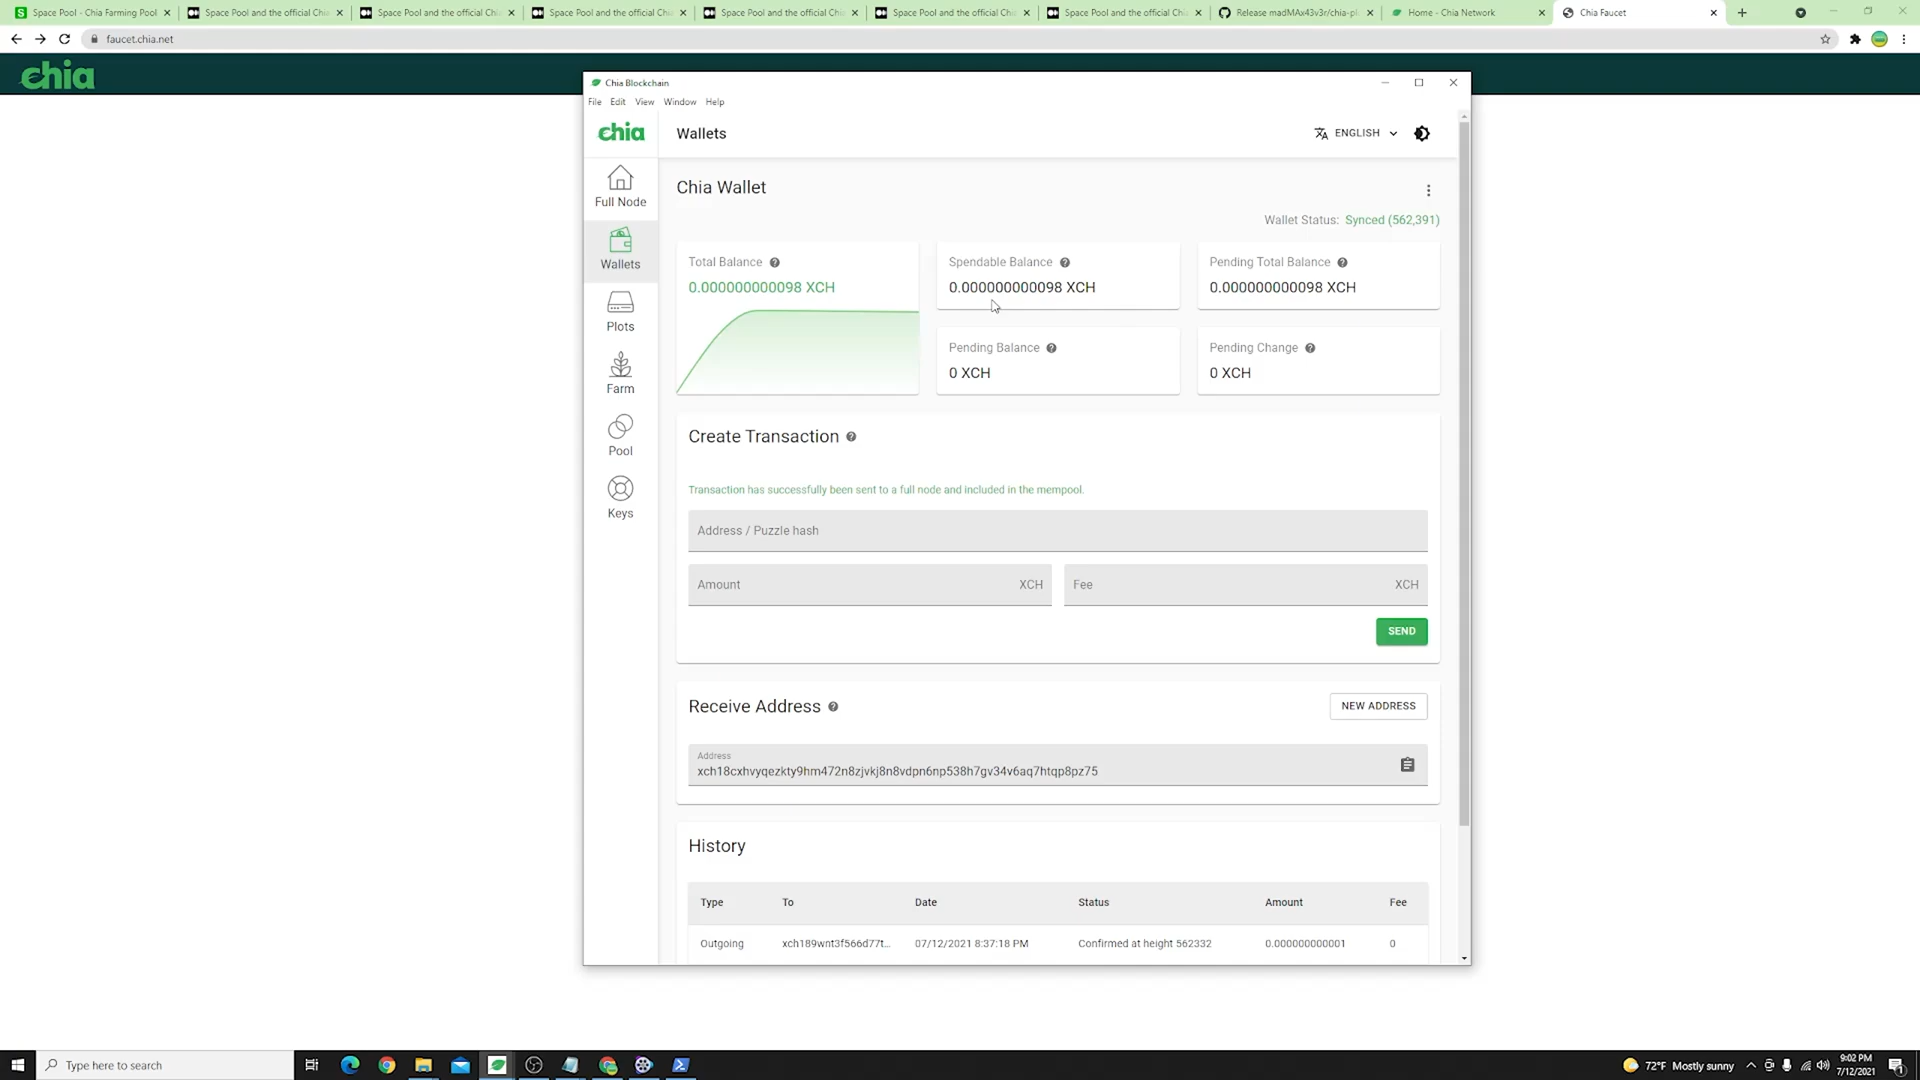 Space Pool - Chia Farming Pool
Space Pool and the official Chia
Space Pool and the official Chia
Space Pool and the official Chia
Space Pool and the official Chia
Space Pool and the official Chia
Space Pool and the official Chia
Release madMAx43v3r/chia-pl
Home - Chia Network
Chia Faucet
faucet.chia.net
chia
Chia Blockchain
File Edit View Window Help
chia
Wallets
ENGLISH
Full Node
Wallets
Plots
Farm
Pool
Keys
Chia Wallet
Wallet Status: Synced (562,391)
Total Balance
0.000000000098 XCH
Spendable Balance
0.000000000098 XCH
Pending Total Balance
0.000000000098 XCH
Pending Balance
0 XCH
Pending Change
0 XCH
Create Transaction
Transaction has successfully been sent to a full node and included in the mempool.
Address / Puzzle hash
Amount XCH
Fee XCH
SEND
Receive Address
NEW ADDRESS
Address
xch18cxhvyqezkty9hm472n8zjvkj8n8vdpn6np538h7gv34v6aq7htqp8pz75
History
Type To Date Status Amount Fee
Outgoing xch189wnt3f566d77t... 07/12/2021 8:37:18 PM Confirmed at height 562332 0.000000000001 0
Type here to search
72°F Mostly sunny
9:02 PM
7/12/2021